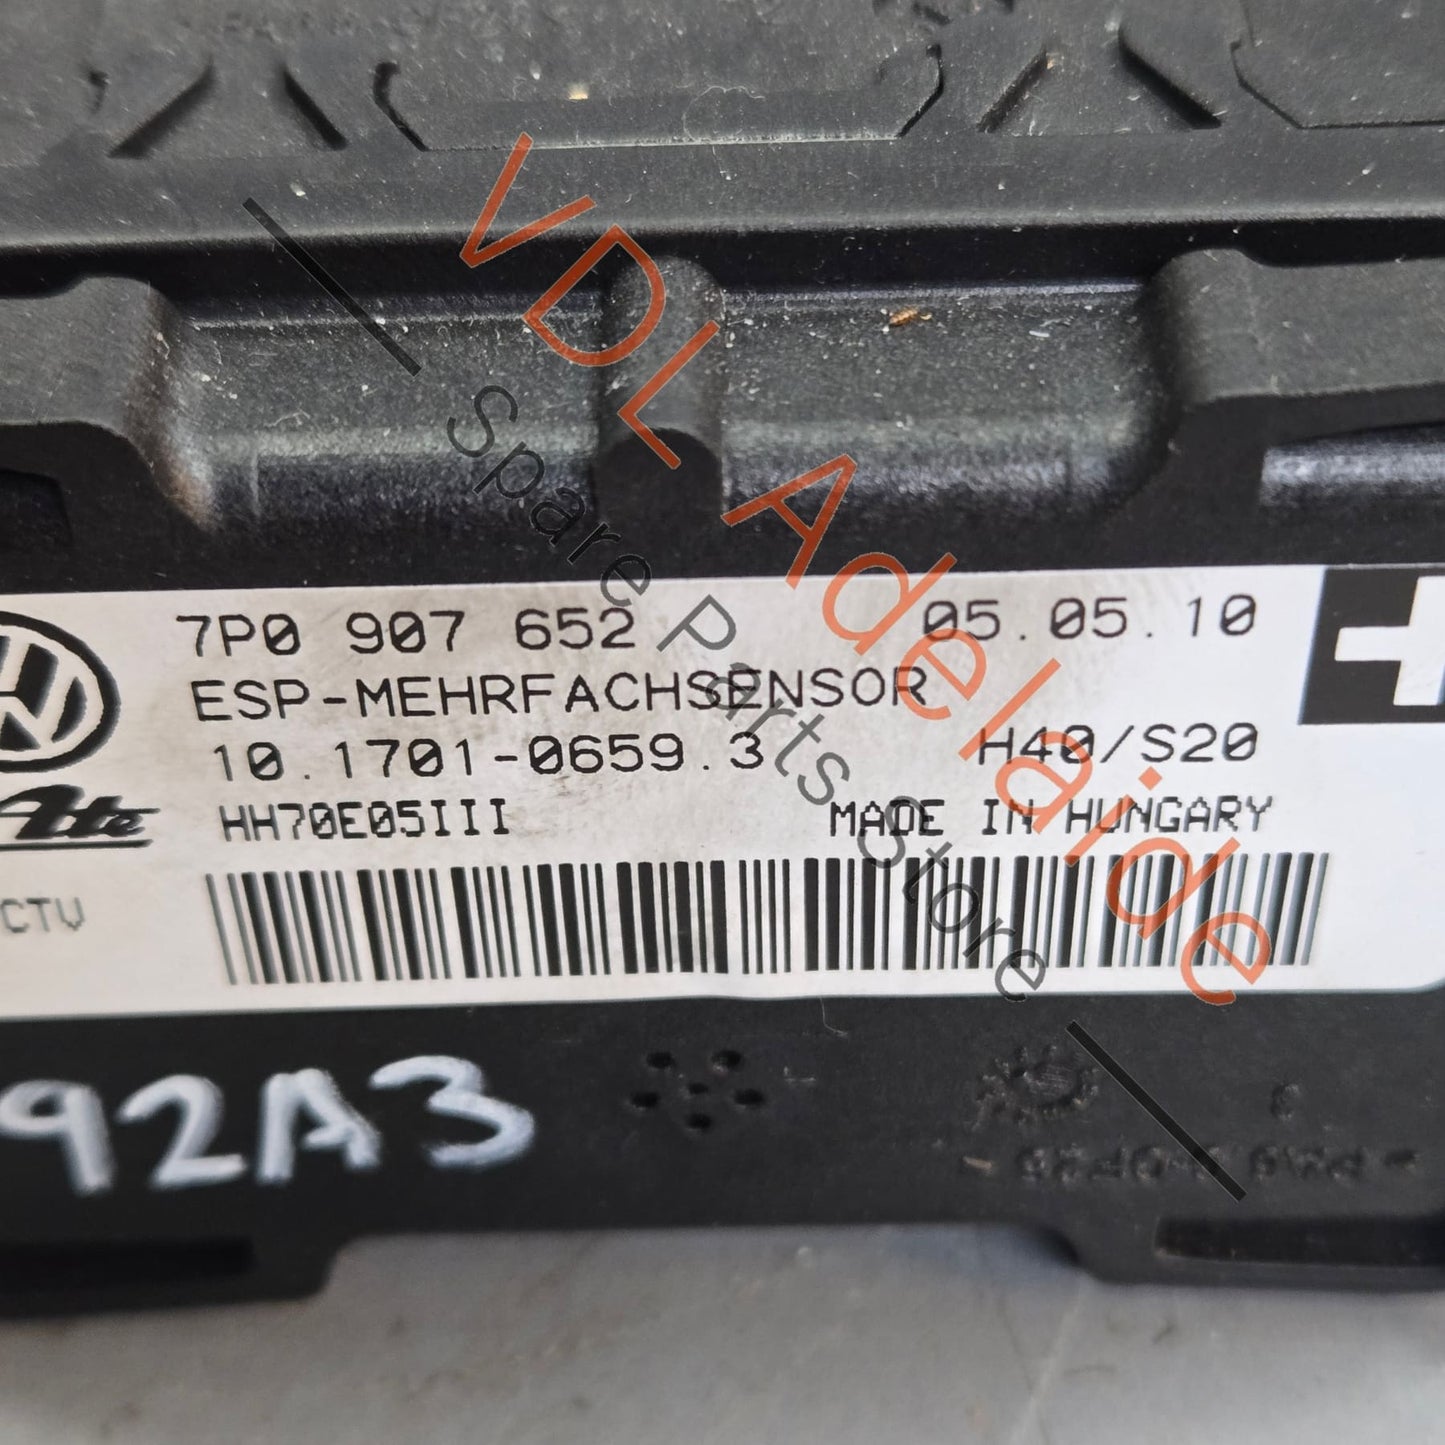 7P0 907 652 05.05.10
ESP-MEHRFACHSENSOR
10.1701-0659.3 H40/S20
Ate HH70E05III MADE IN HUNGARY
CTV
92A3
VDL Adelaide
Spare Parts Store